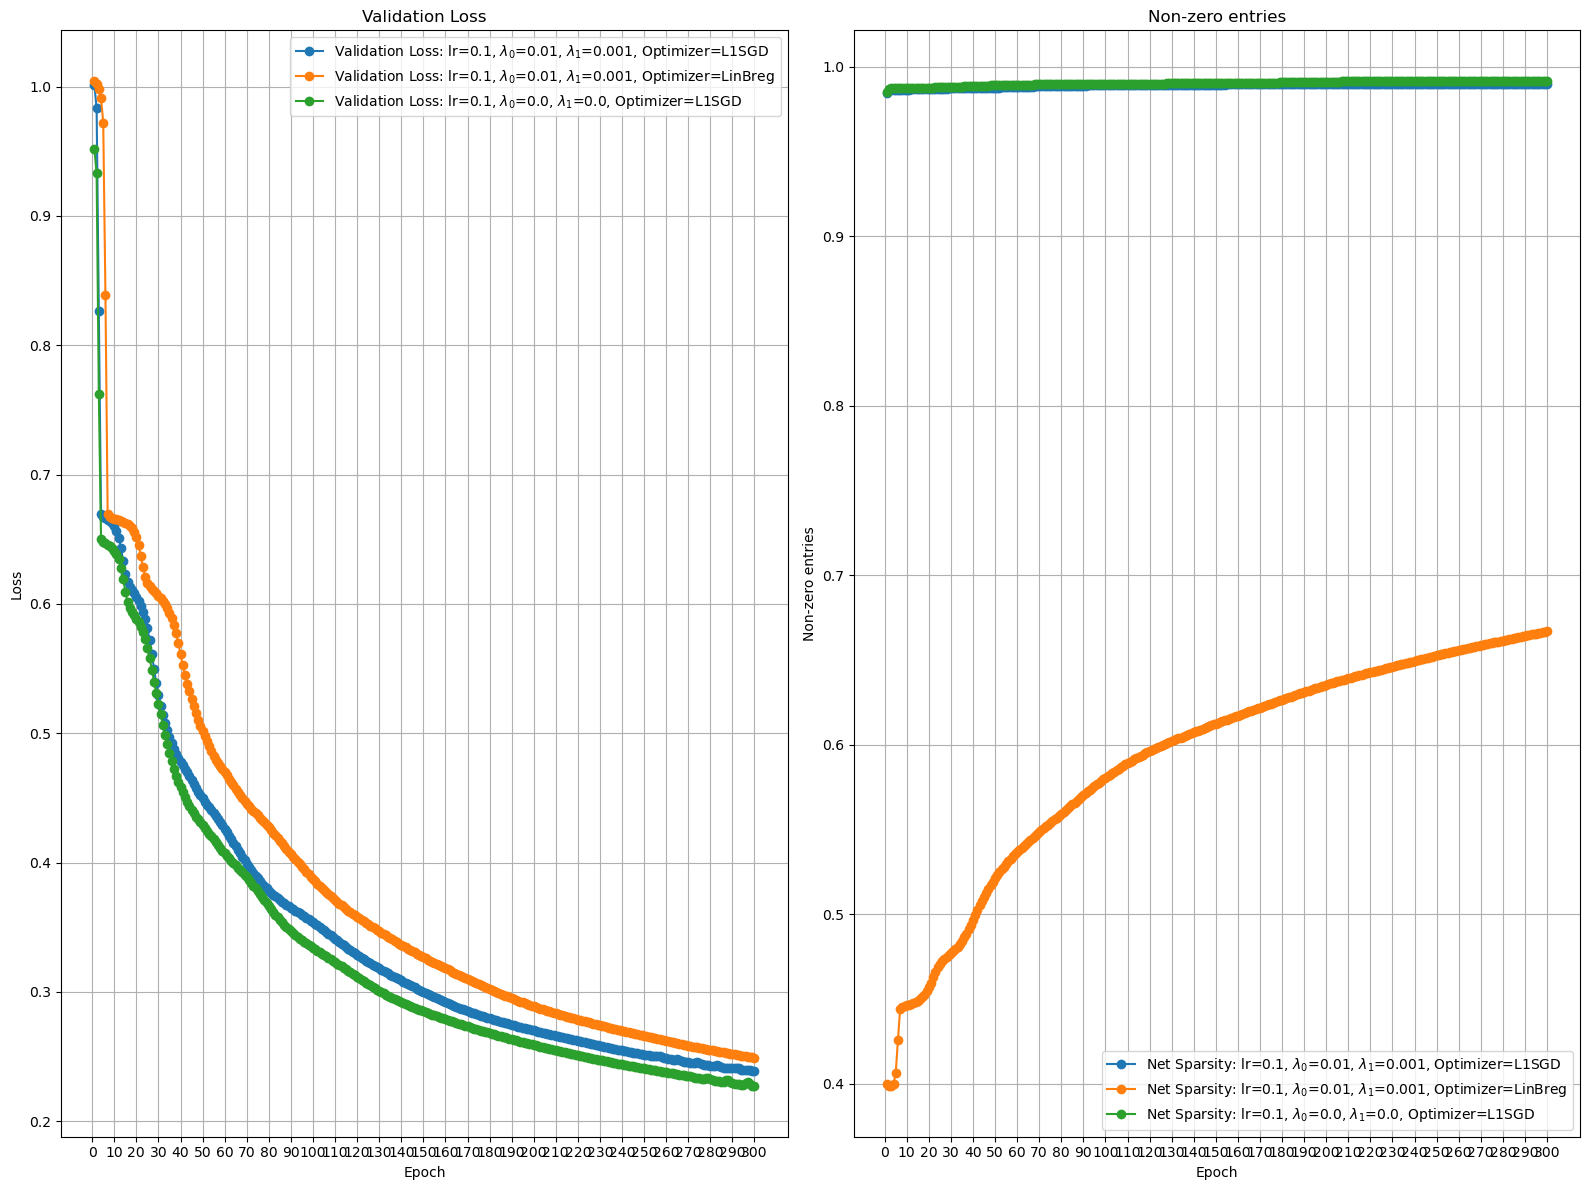 Validation Loss
Validation Loss: lr=0.1, λ₀=0.01, λ₁=0.001, Optimizer=L1SGD
Validation Loss: lr=0.1, λ₀=0.01, λ₁=0.001, Optimizer=LinBreg
Validation Loss: lr=0.1, λ₀=0.0, λ₁=0.0, Optimizer=L1SGD
1.0
0.9
0.8
0.7
0.6
0.5
0.4
0.3
0.2
Loss
0 10 20 30 40 50 60 70 80 90 100 110 120 130 140 150 160 170 180 190 200 210 220 230 240 250 260 270 280 290 300
Epoch
Non-zero entries
1.0
0.9
0.8
0.7
0.6
0.5
0.4
Non-zero entries
Net Sparsity: lr=0.1, λ₀=0.01, λ₁=0.001, Optimizer=L1SGD
Net Sparsity: lr=0.1, λ₀=0.01, λ₁=0.001, Optimizer=LinBreg
Net Sparsity: lr=0.1, λ₀=0.0, λ₁=0.0, Optimizer=L1SGD
0 10 20 30 40 50 60 70 80 90 100 110 120 130 140 150 160 170 180 190 200 210 220 230 240 250 260 270 280 290 300
Epoch